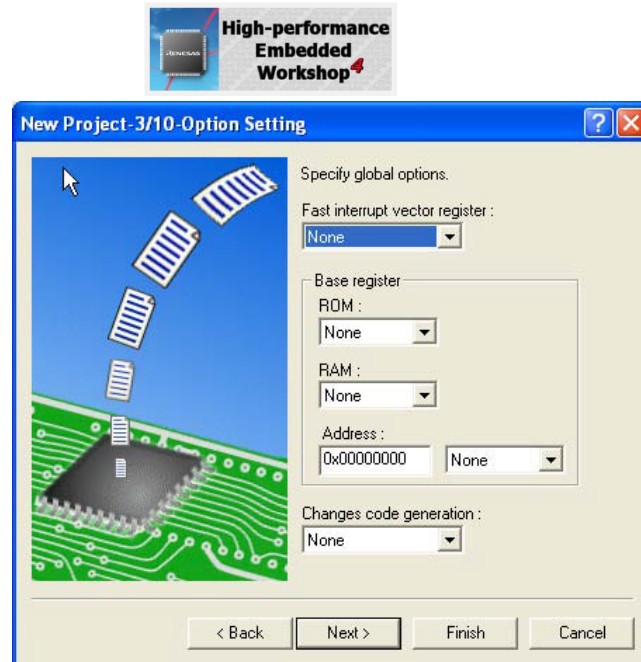 RENESAS
High-performance
Embedded
Workshop4
New Project-3/10-Option Setting
Specify global options.
Fast interrupt vector register :
None
Base register
ROM :
None
RAM :
None
Address :
0x00000000
None
Changes code generation :
None
< Back
Next >
Finish
Cancel